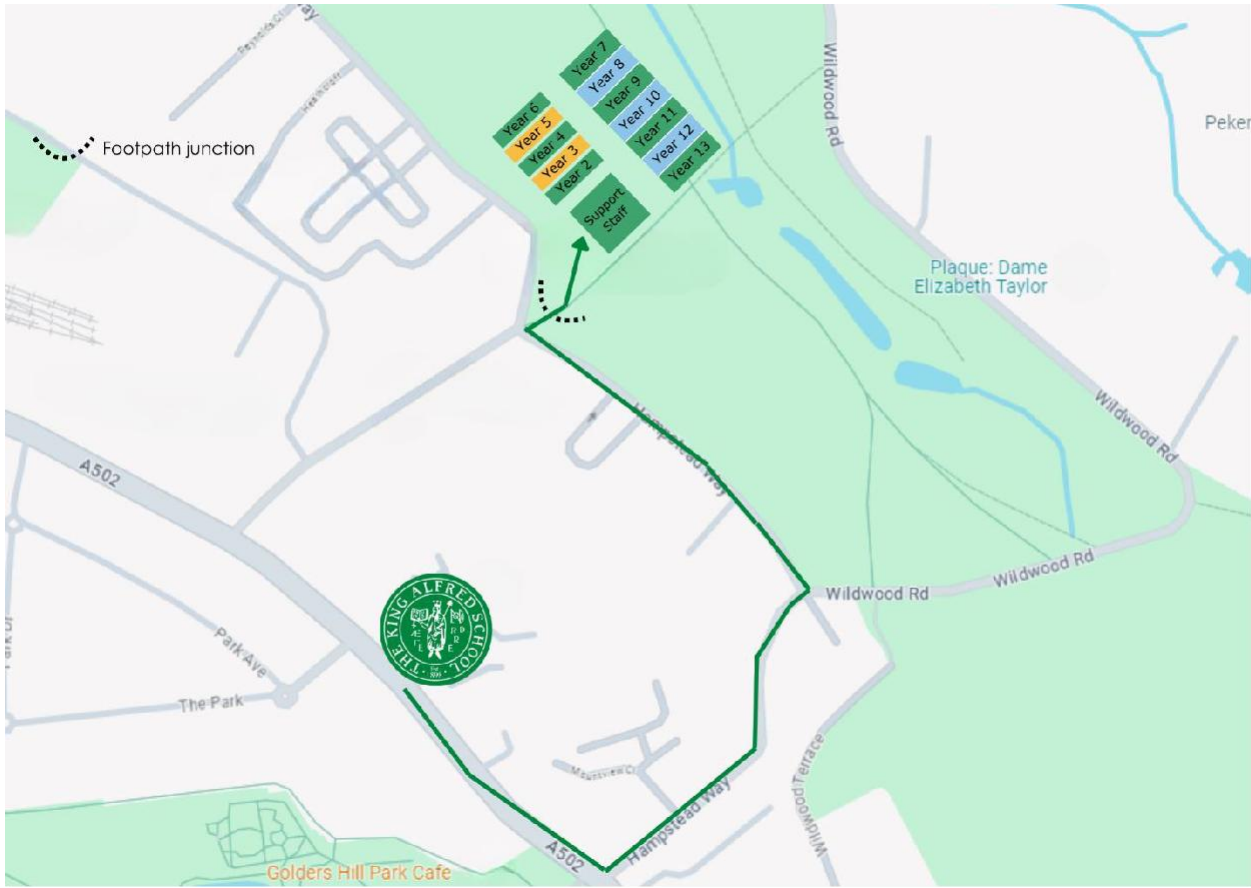 Reynolds Cl
Heathcroft
Wildwood Rd
Peker
Year 7
Year 8
Year 9
Year 10
Year 11
Year 12
Year 13
Year 6
Year 5
Year 4
Year 3
Year 2
Support
Staff
Footpath junction
Plaque: Dame
Elizabeth Taylor
Hampstead Way
Wildwood Rd
A502
THE KING ALFRED SCHOOL
Wildwood Rd
Wildwood Rd
Park Ave
The Park
Hampstead Way
Wildwood Terrace
A502
Golders Hill Park Cafe